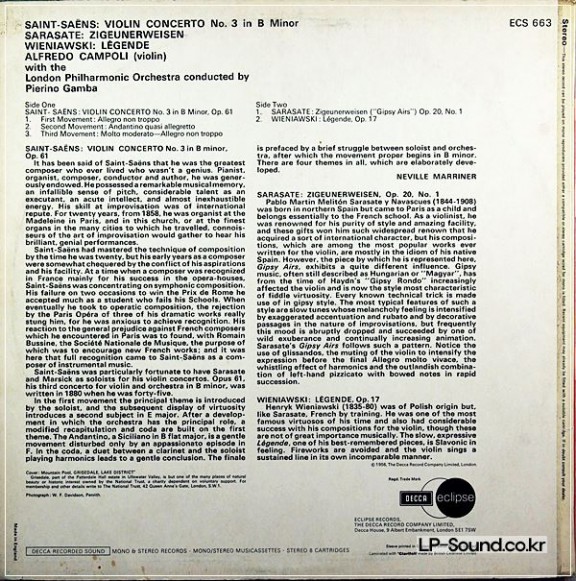 SAINT-SAËNS: VIOLIN CONCERTO No. 3 in B Minor
ECS 663
SARASATE: ZIGEUNERWEISEN
WIENIAWSKI: LÉGENDE
ALFREDO CAMPOLI (violin)
with the
London Philharmonic Orchestra conducted by
Pierino Gamba
Side One
SAINT-SAËNS: VIOLIN CONCERTO No. 3 in B Minor, Op. 61
1. First Movement: Allegro non troppo
2. Second Movement: Andantino quasi allegretto
3. Third Movement: Molto moderato—Allegro non troppo
Side Two
1. SARASATE: Zigeunerweisen ("Gipsy Airs") Op. 20, No. 1
2. WIENIAWSKI: Légende, Op. 17
SAINT-SAËNS: VIOLIN CONCERTO No. 3 in B minor,
Op. 61
It has been said of Saint-Saëns that he was the greatest
composer who ever lived who wasn't a genius. Pianist,
organist, composer, conductor and author, he was gener-
ously endowed. He possessed a remarkable musical memory,
an infallible sense of pitch, considerable talent as an
executant, an acute intellect, and almost inexhaustible
energy. His skill at improvisation was of international
repute. For twenty years, from 1858, he was organist at the
Madeleine in Paris, and in this church, or at the finest
organs in the many cities to which he travelled, connois-
seurs of the art of improvisation would gather to hear his
brilliant, genial performances.
Saint-Saëns had mastered the technique of composition
by the time he was twenty, but his early years as a composer
were somewhat chequered by the conflict of his aspirations
and his facility. At a time when a composer was recognized
in France mainly for his success in the opera-houses,
Saint-Saëns was concentrating on symphonic composition.
His failure on two occasions to win the Prix de Rome he
accepted much as a student who fails his Schools. When
eventually he took to operatic composition, the rejection
by the Paris Opéra of three of his dramatic works really
stung him, for he was anxious to achieve recognition. His
reaction to the general prejudice against French composers
which he encountered in Paris was to found, with Romain
Bussine, the Société Nationale de Musique, the purpose of
which was to encourage new French works; and it was
here that full recognition came to Saint-Saëns as a com-
poser of instrumental music.
Saint-Saëns was particularly fortunate to have Sarasate
and Marsick as soloists for his violin concertos. Opus 61,
his third concerto for violin and orchestra in B minor, was
written in 1880 when he was forty-five.
In the first movement the principal theme is introduced
by the soloist, and the subsequent display of virtuosity
introduces a second subject in E major. After a develop-
ment in which the orchestra has the principal role, a
modified recapitulation and coda are built on the first
theme. The Andantino, a Siciliano in B flat major, is a gentle
movement disturbed only by an appassionato episode in
F. In the coda, a duet between a clarinet and the soloist
playing harmonics leads to a gentle conclusion. The finale
is prefaced by a brief struggle between soloist and orches-
tra, after which the movement proper begins in B minor.
There are four themes in all, which are elaborately deve-
loped.
NEVILLE MARRINER
SARASATE: ZIGEUNERWEISEN, Op. 20, No. 1
Pablo Martin Melitón Sarasate y Navascues (1844-1908)
was born in northern Spain but came to Paris as a child and
belongs essentially to the French school. As a violinist, he
was renowned for his purity of style and amazing facility,
and these gifts won him such widespread renown that he
acquired a sort of international character, but his composi-
tions, which are among the most popular works ever
written for the violin, are mostly in the idiom of his native
Spain. However, the piece by which he is represented here,
Gipsy Airs, exhibits a quite different influence. Gipsy
music, often still described as Hungarian or "Magyar", has
from the time of Haydn's "Gipsy Rondo" increasingly
affected the violin and is now the style most characteristic
of fiddle virtuosity. Every known technical trick is made
use of in gipsy style. The most typical features of such a
style are slow tunes whose melancholy feeling is intensified
by exaggerated accentuation and rubato and by decorative
passages in the nature of improvisations, but frequently
this mood is abruptly dropped and succeeded by one of
wild exuberance and continually increasing animation.
Sarasate's Gipsy Airs follows such a pattern. Notice the
use of glissandos, the muting of the violin to intensify the
expression before the final Allegro molto vivace, the
whistling effect of harmonics and the outlandish combina-
tion of left-hand pizzicato with bowed notes in rapid
succession.
WIENIAWSKI: LÉGENDE, Op. 17
Henryk Wieniawski (1835-80) was of Polish origin but,
like Sarasate, French by training. He was one of the most
famous virtuosos of his time and also had considerable
success with his compositions for the violin, though these
are not of great importance musically. The slow, expressive
Légende, one of his best-remembered pieces, is Slavonic in
feeling. Fireworks are avoided and the violin sings a
sustained line in its own incomparable manner.
© 1956, The Decca Record Company Limited, London.
Cover: Mountain Post, GRISEDALE, LAKE DISTRICT
Photograph: W. F. Davidson, Penrith
Regd. Trade Mark
DECCA eclipse
ECLIPSE RECORDS,
THE DECCA RECORD COMPANY LIMITED,
Decca House, 9 Albert Embankment, London SE1 7SW
DECCA RECORDED SOUND
MONO & STEREO RECORDS - MONO/STEREO MUSICASSETTES - STEREO 8 CARTRIDGES
Made in England
Stereo
LP-Sound.co.kr